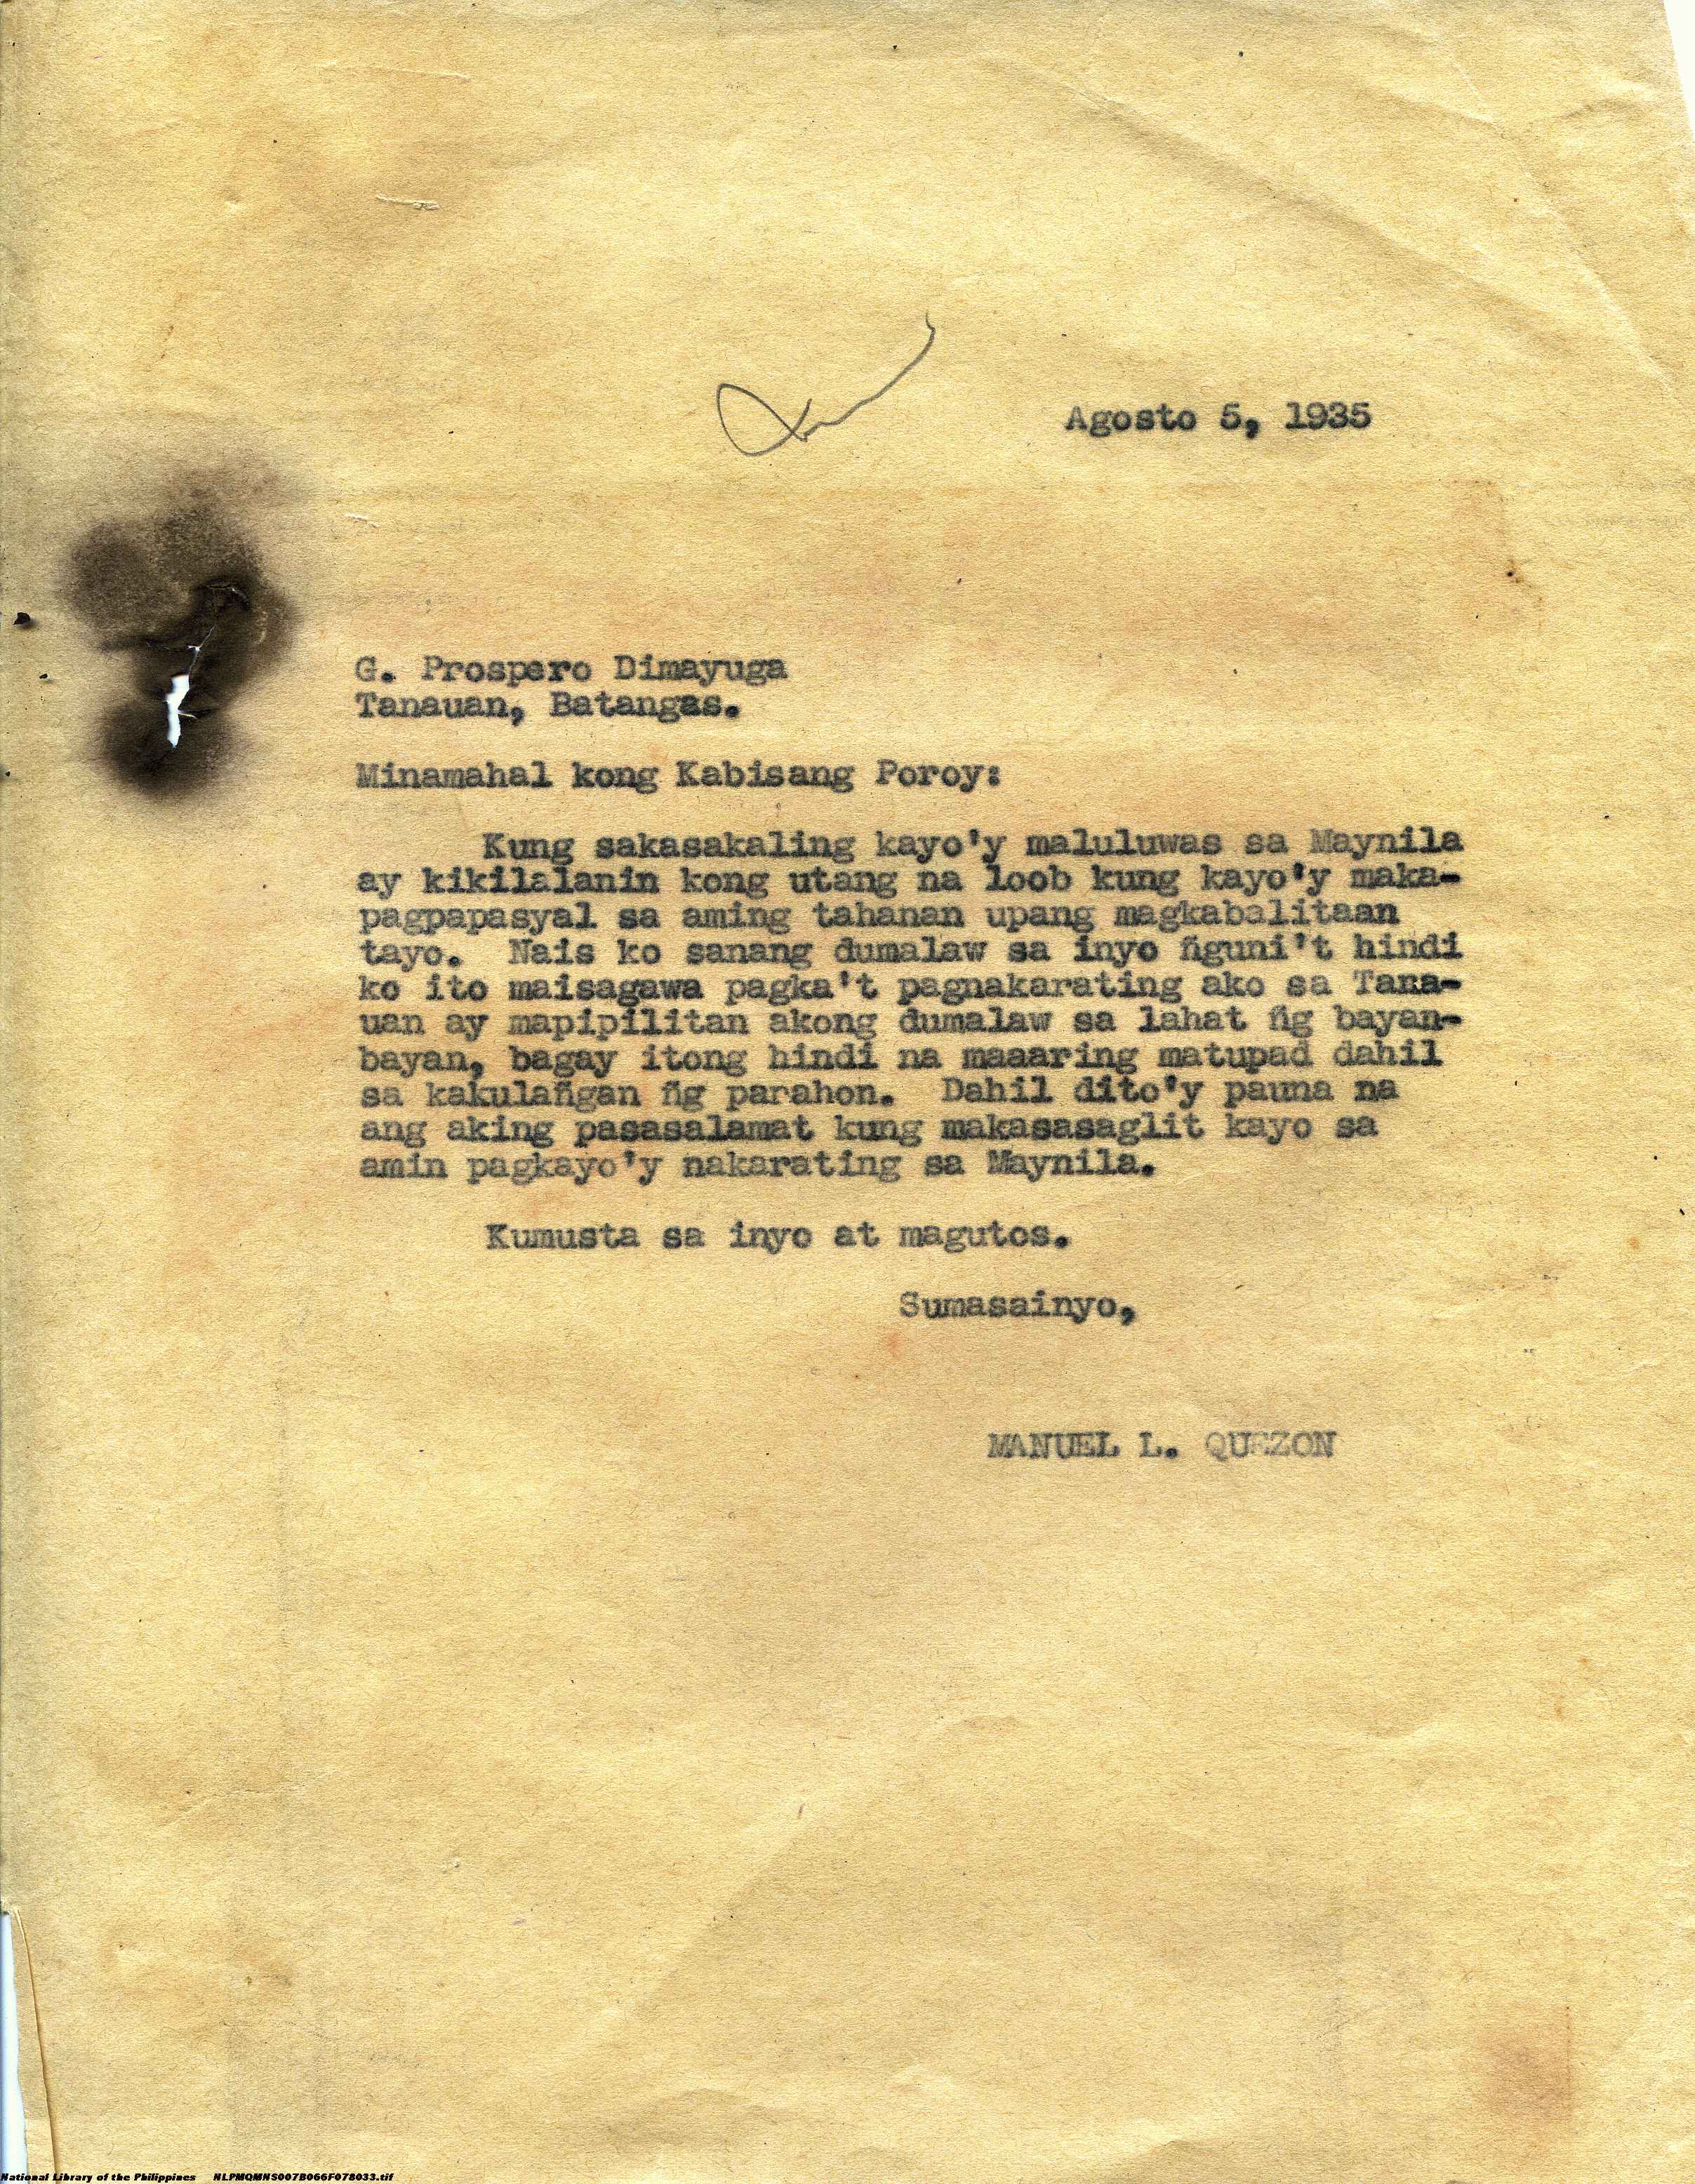 Agosto 5, 1935
G. Prospero Dimayuga
Tanauan, Batangas.
Minamahal kong Kabisang Poroy:
Kung sakasakaling kayo'y maluluwas sa Maynila
ay kikilalanin kong utang na loob kung kayo'y maka-
pagpapasyal sa aming tahanan upang magkabalitaan
tayo. Nais ko sanang dumalaw sa inyo ñguni't hindi
ko ito maisagawa pagka't pagnakarating ako sa Tana-
uan ay mapipilitan akong dumalaw sa lahat ñg bayan-
bayan, bagay itong hindi na maaaring matupad dahil
sa kakulañgan ñg parahon. Dahil dito'y pauna na
ang aking pasasalamat kung makasasaglit kayo sa
amin pagkayo'y nakarating sa Maynila.
Kumusta sa inyo at magutos.
Sumasainyo,
MANUEL L. QUEZON
National Library of the Philippines NLPMQMNS007B066F078033.tif